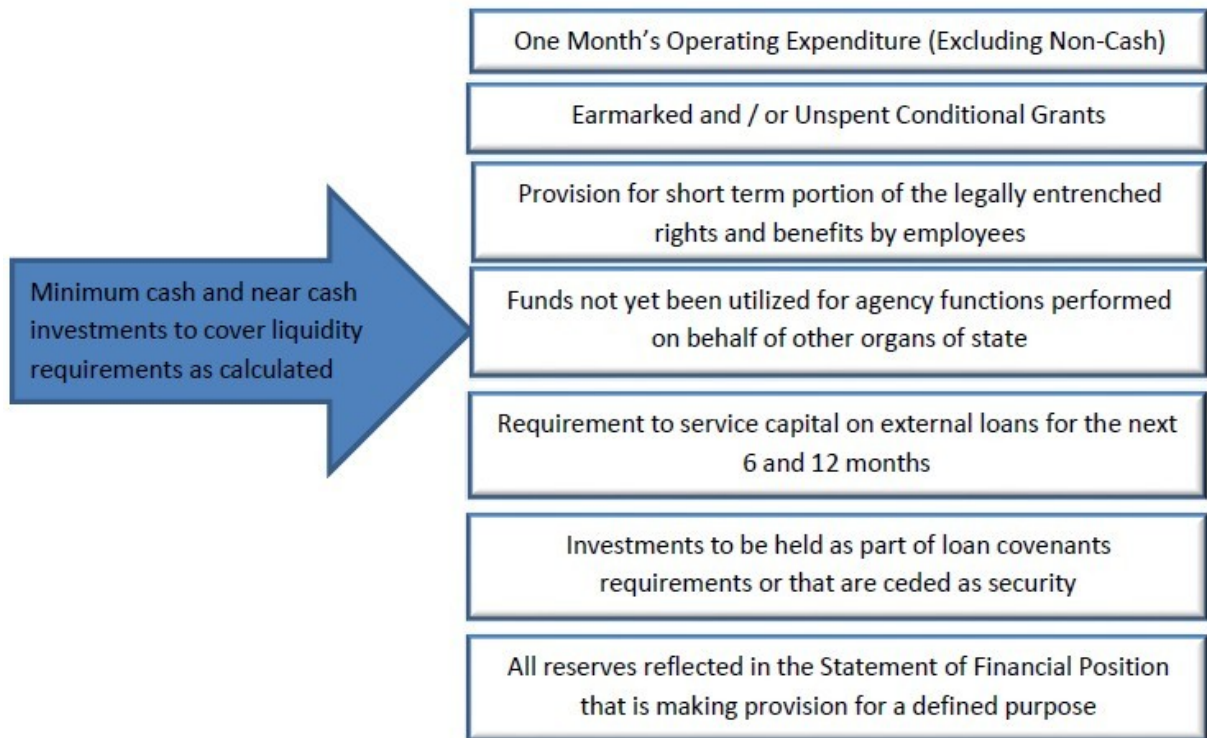 One Month's Operating Expenditure (Excluding Non-Cash)
Earmarked and / or Unspent Conditional Grants
Provision for short term portion of the legally entrenched
rights and benefits by employees
Minimum cash and near cash
investments to cover liquidity
requirements as calculated
Funds not yet been utilized for agency functions performed
on behalf of other organs of state
Requirement to service capital on external loans for the next
6 and 12 months
Investments to be held as part of loan covenants
requirements or that are ceded as security
All reserves reflected in the Statement of Financial Position
that is making provision for a defined purpose